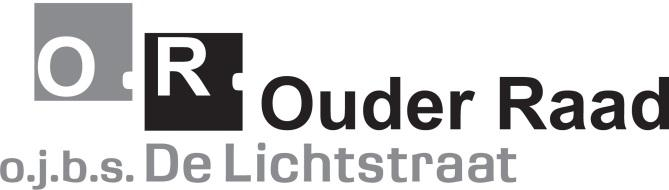 O.R. Ouder Raad
o.j.b.s. De Lichtstraat